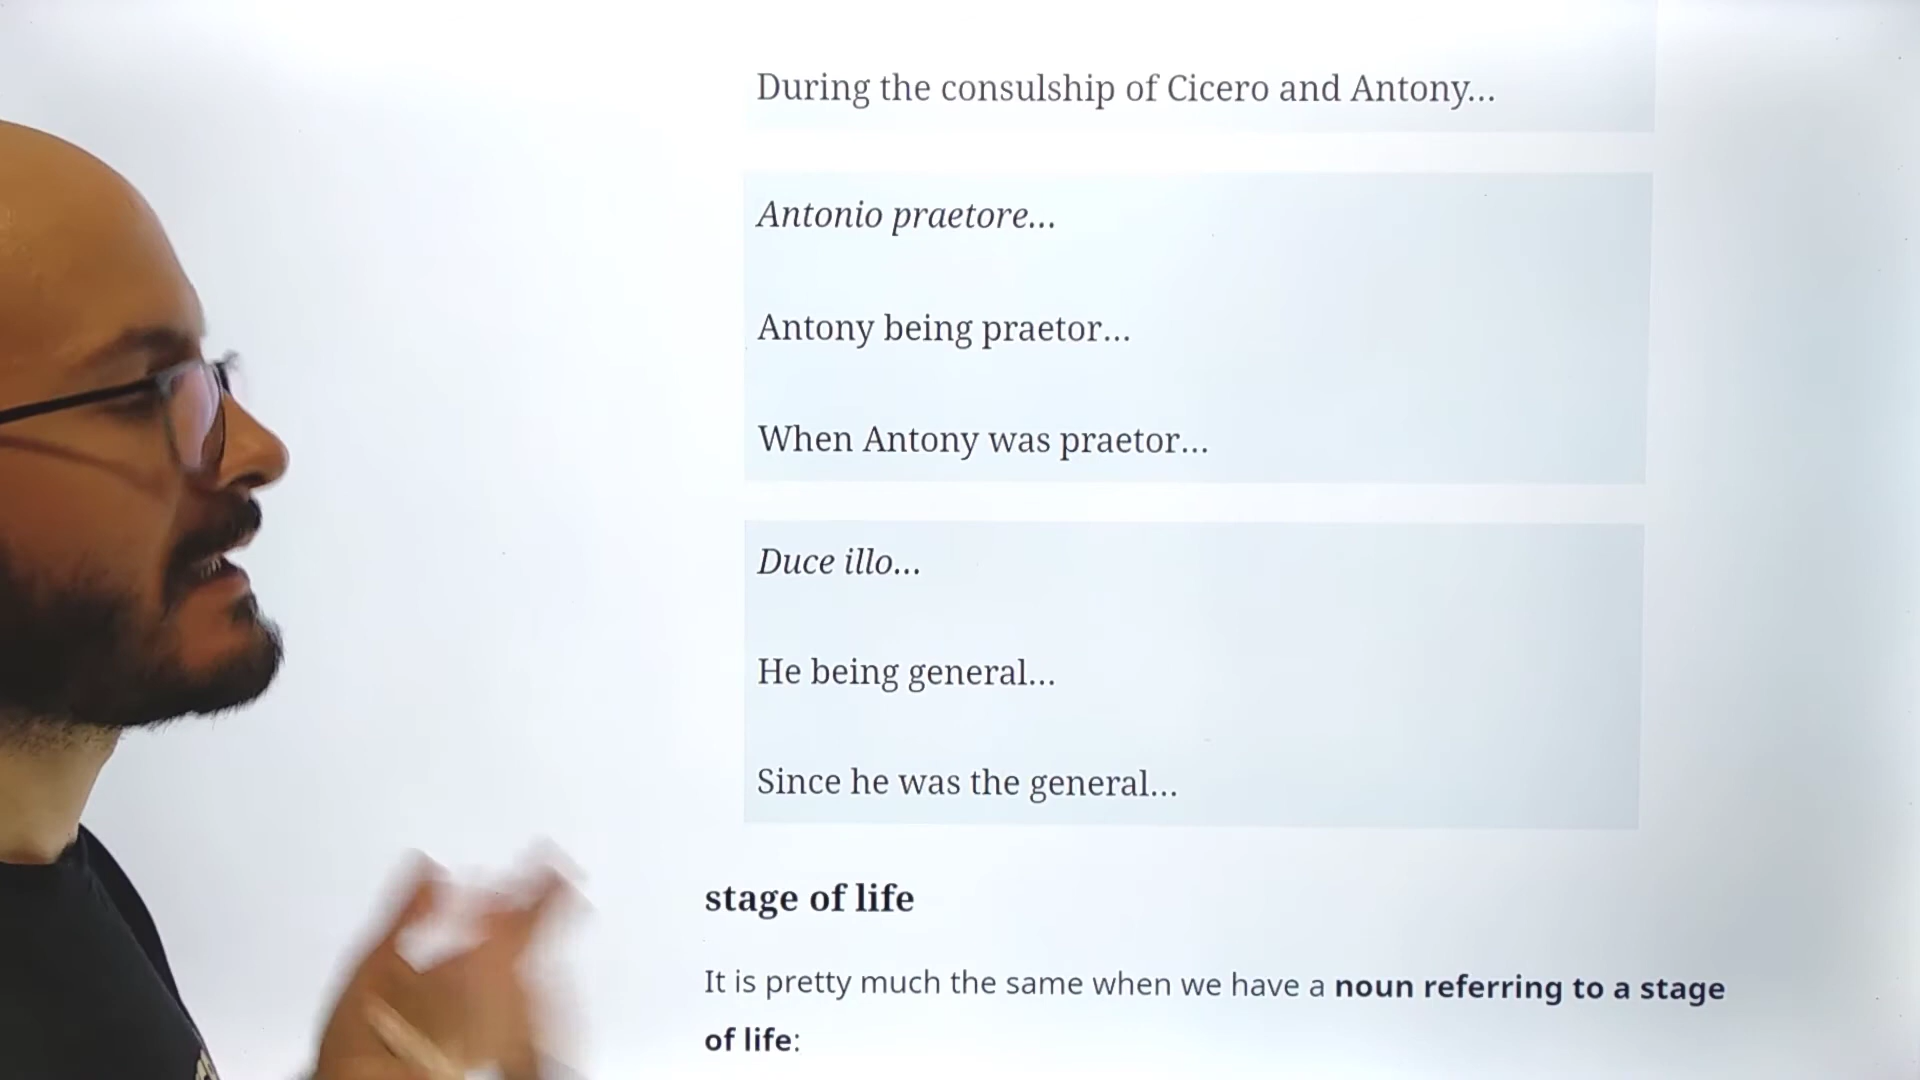 During the consulship of Cicero and Antony…
Antonio praetore…
Antony being praetor…
When Antony was praetor…
Duce illo…
He being general…
Since he was the general…
stage of life
It is pretty much the same when we have a noun referring to a stage
of life: